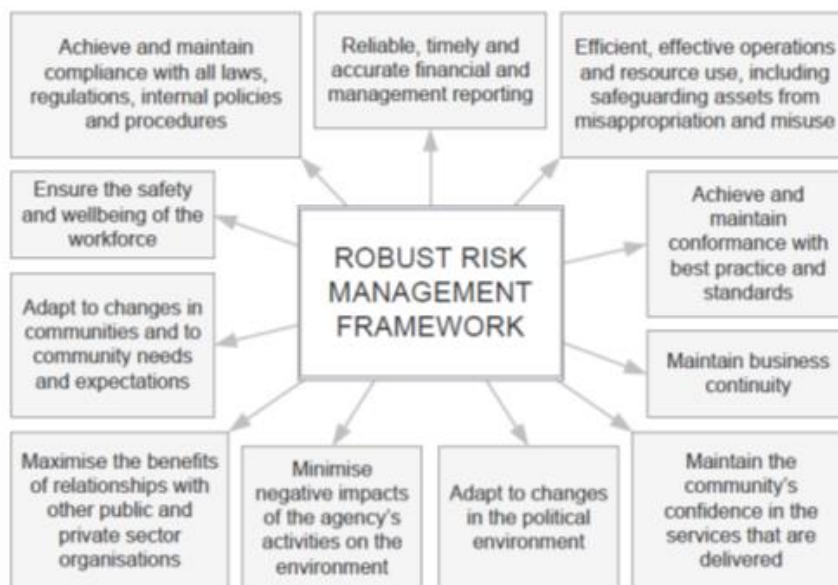 Achieve and maintain
compliance with all laws,
regulations, internal policies
and procedures
Reliable, timely and
accurate financial and
management reporting
Efficient, effective operations
and resource use, including
safeguarding assets from
misappropriation and misuse
Ensure the safety
and wellbeing of the
workforce
ROBUST RISK
MANAGEMENT
FRAMEWORK
Achieve and
maintain
conformance with
best practice and
standards
Adapt to changes in
communities and to
community needs
and expectations
Maintain business
continuity
Maximise the benefits
of relationships with
other public and
private sector
organisations
Minimise
negative impacts
of the agency's
activities on the
environment
Adapt to changes
in the political
environment
Maintain the
community's
confidence in the
services that are
delivered